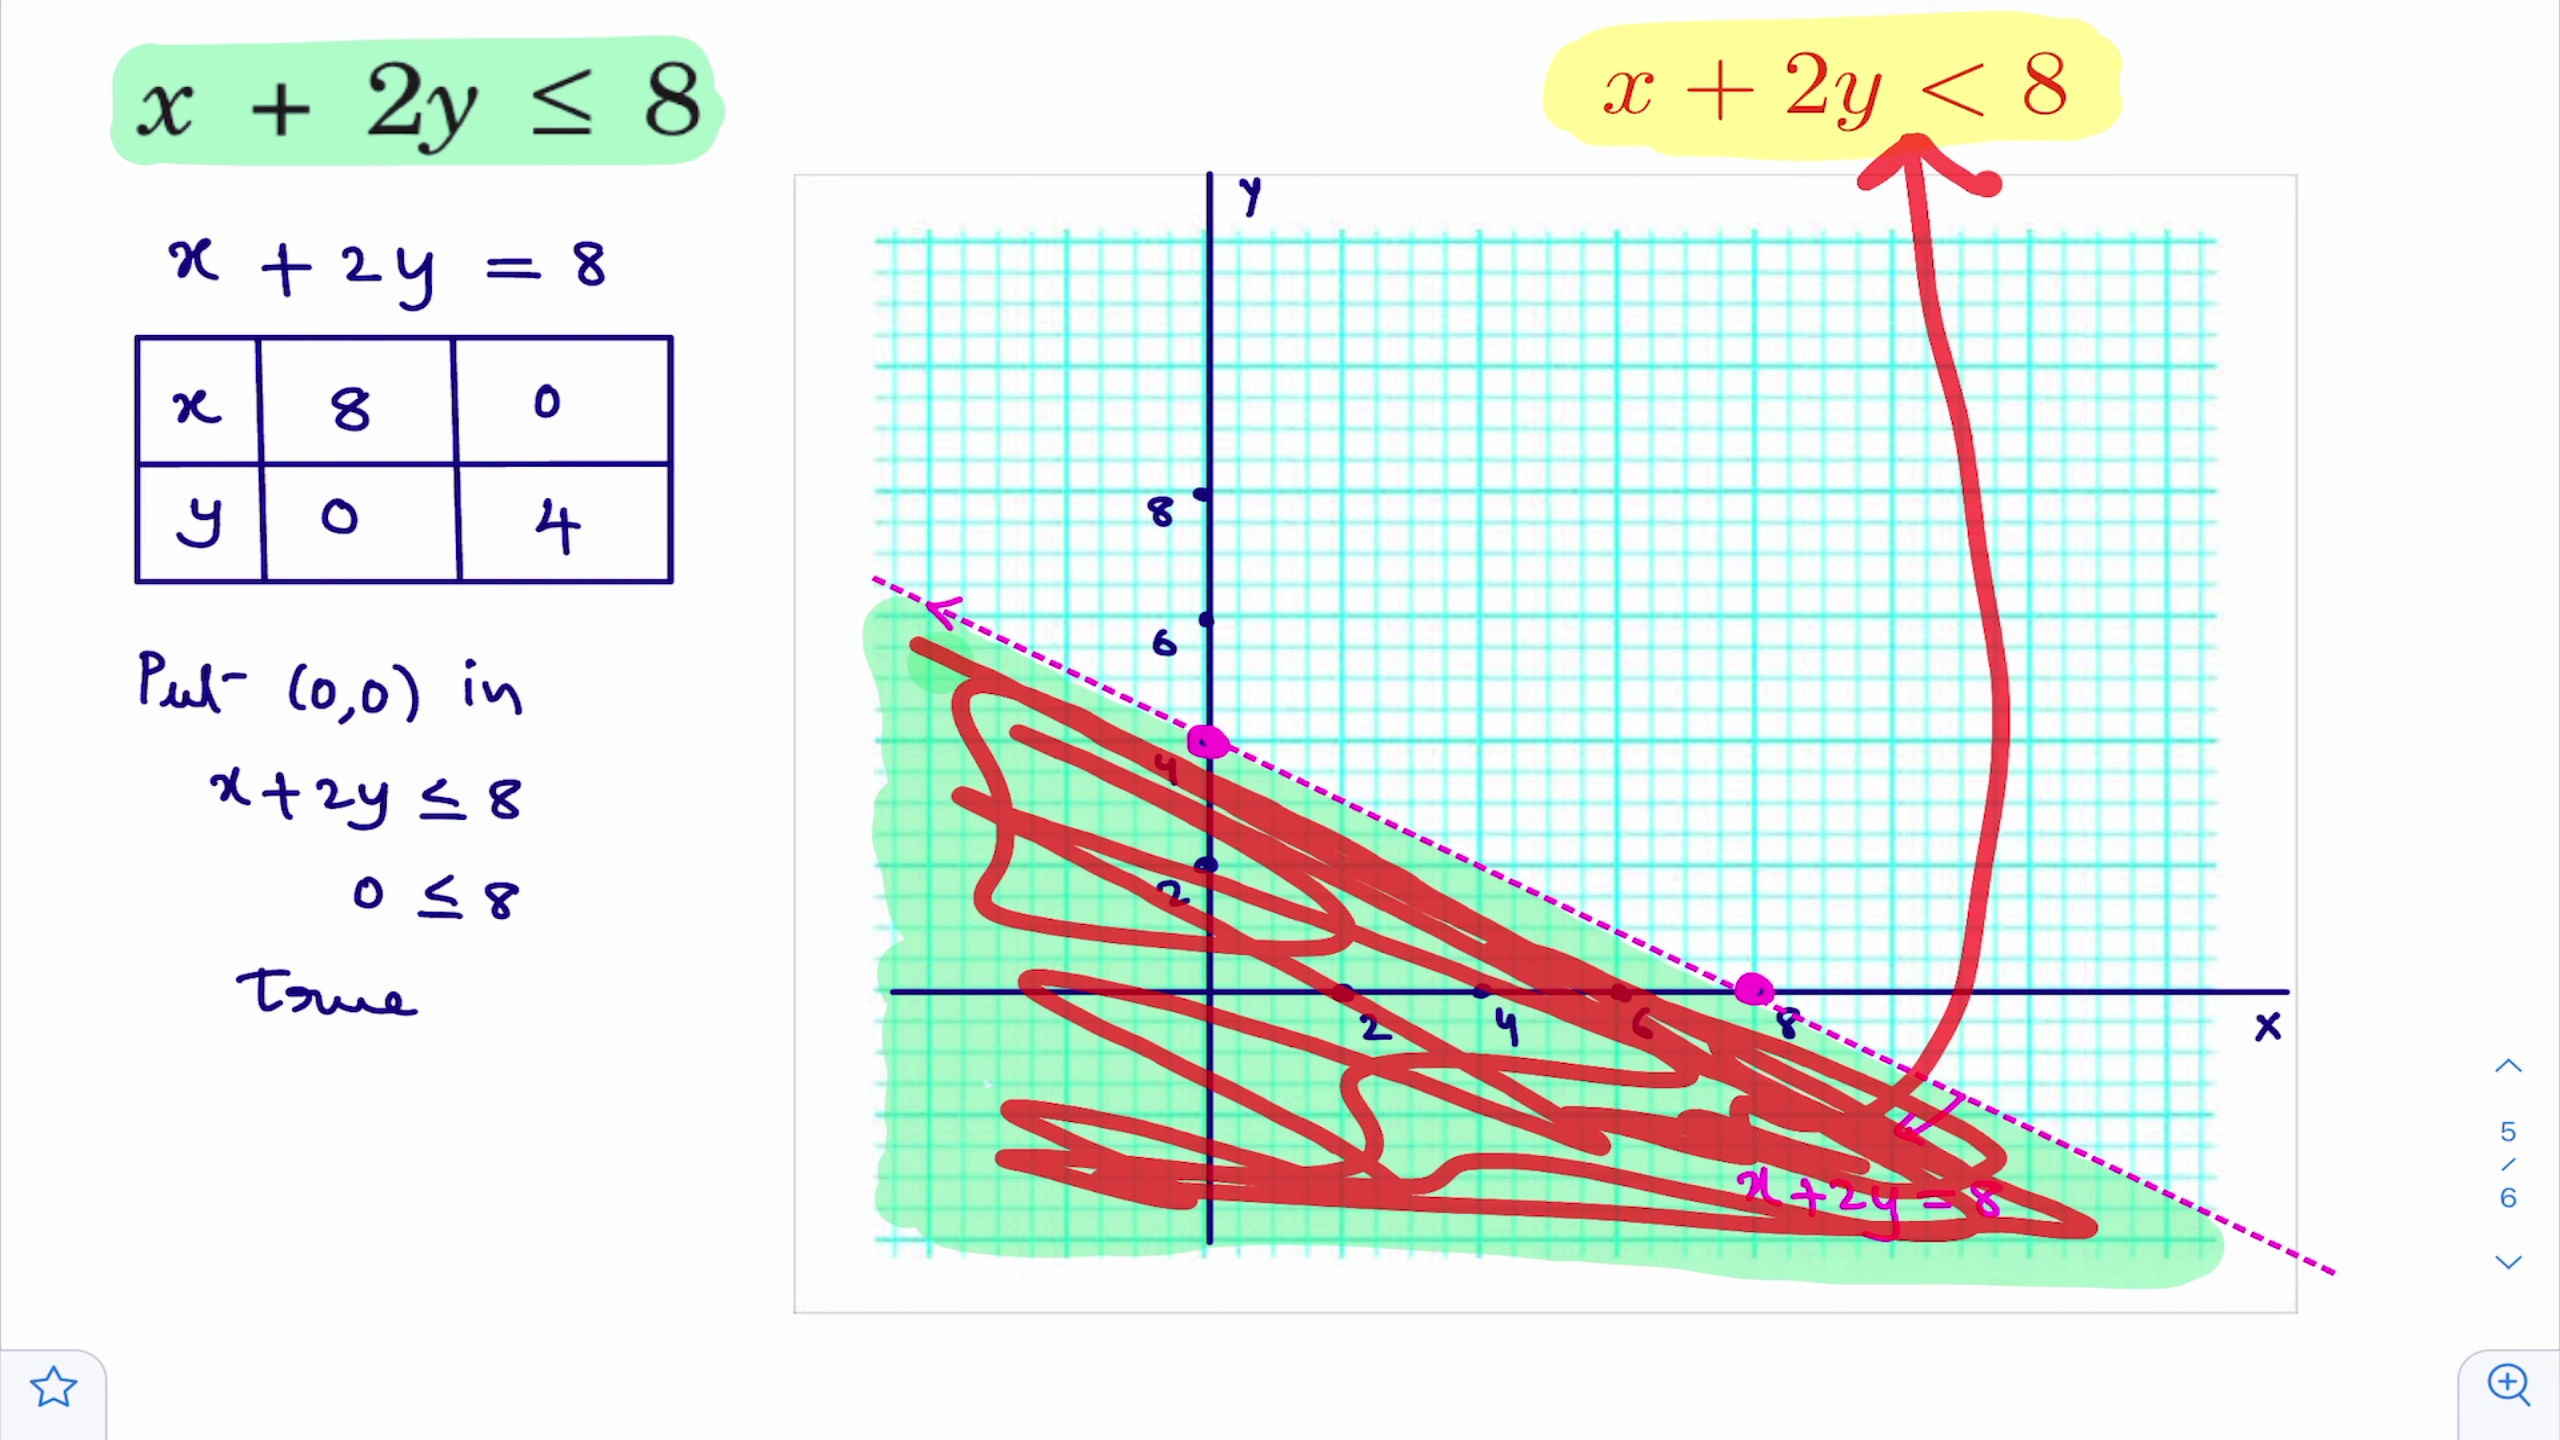 x + 2y ≤ 8
x + 2y < 8
x + 2y = 8
x 8 0
y 0 4
Put (0,0) in
x+2y ≤ 8
0 ≤ 8
True
y
8
6
4
2
2 4 6 8
x
x+2y=8
5
/
6